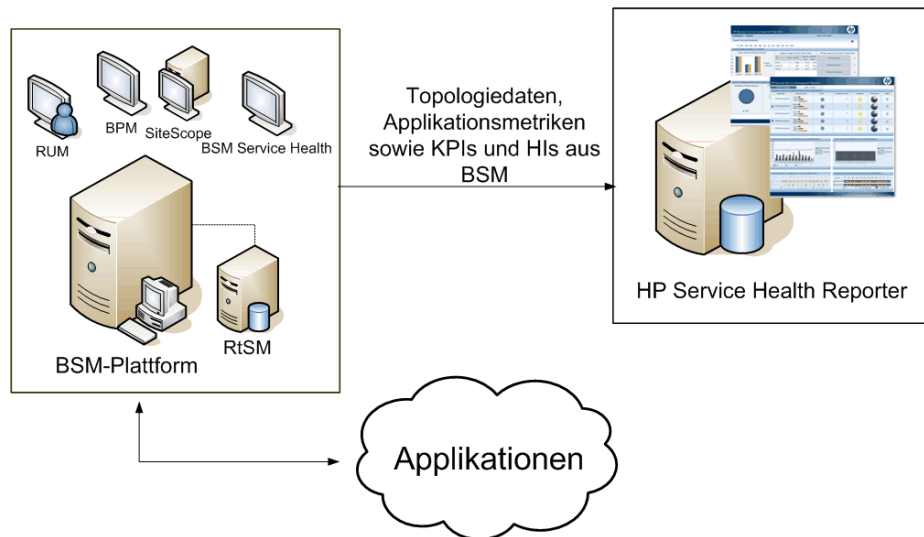 RUM
BPM
SiteScope
BSM Service Health
BSM-Plattform
RtSM
Topologiedaten,
Applikationsmetriken
sowie KPIs und HIs aus
BSM
HP Service Health Reporter
Applikationen